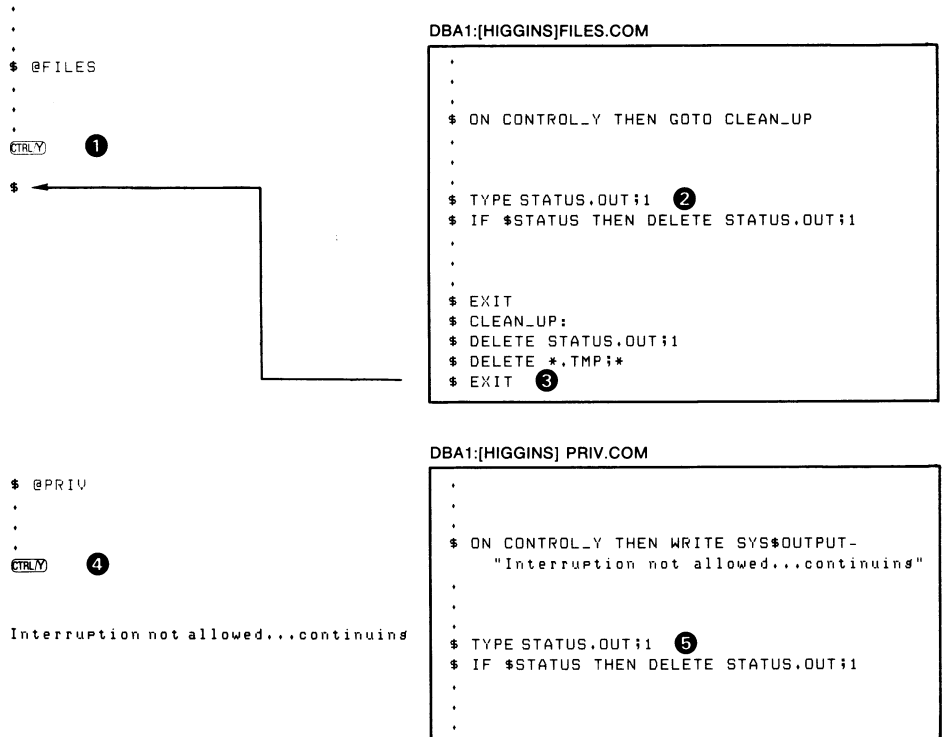 $ @FILES
CTRL/Y 1
$
DBA1:[HIGGINS]FILES.COM
$ ON CONTROL_Y THEN GOTO CLEAN_UP
$ TYPE STATUS.OUT;1 2
$ IF $STATUS THEN DELETE STATUS.OUT;1
$ EXIT
$ CLEAN_UP:
$ DELETE STATUS.OUT;1
$ DELETE *.TMP;*
$ EXIT 3
$ @PRIV
CTRL/Y 4
Interruption not allowed...continuing
DBA1:[HIGGINS] PRIV.COM
$ ON CONTROL_Y THEN WRITE SYS$OUTPUT-
"Interruption not allowed...continuing"
$ TYPE STATUS.OUT;1 5
$ IF $STATUS THEN DELETE STATUS.OUT;1